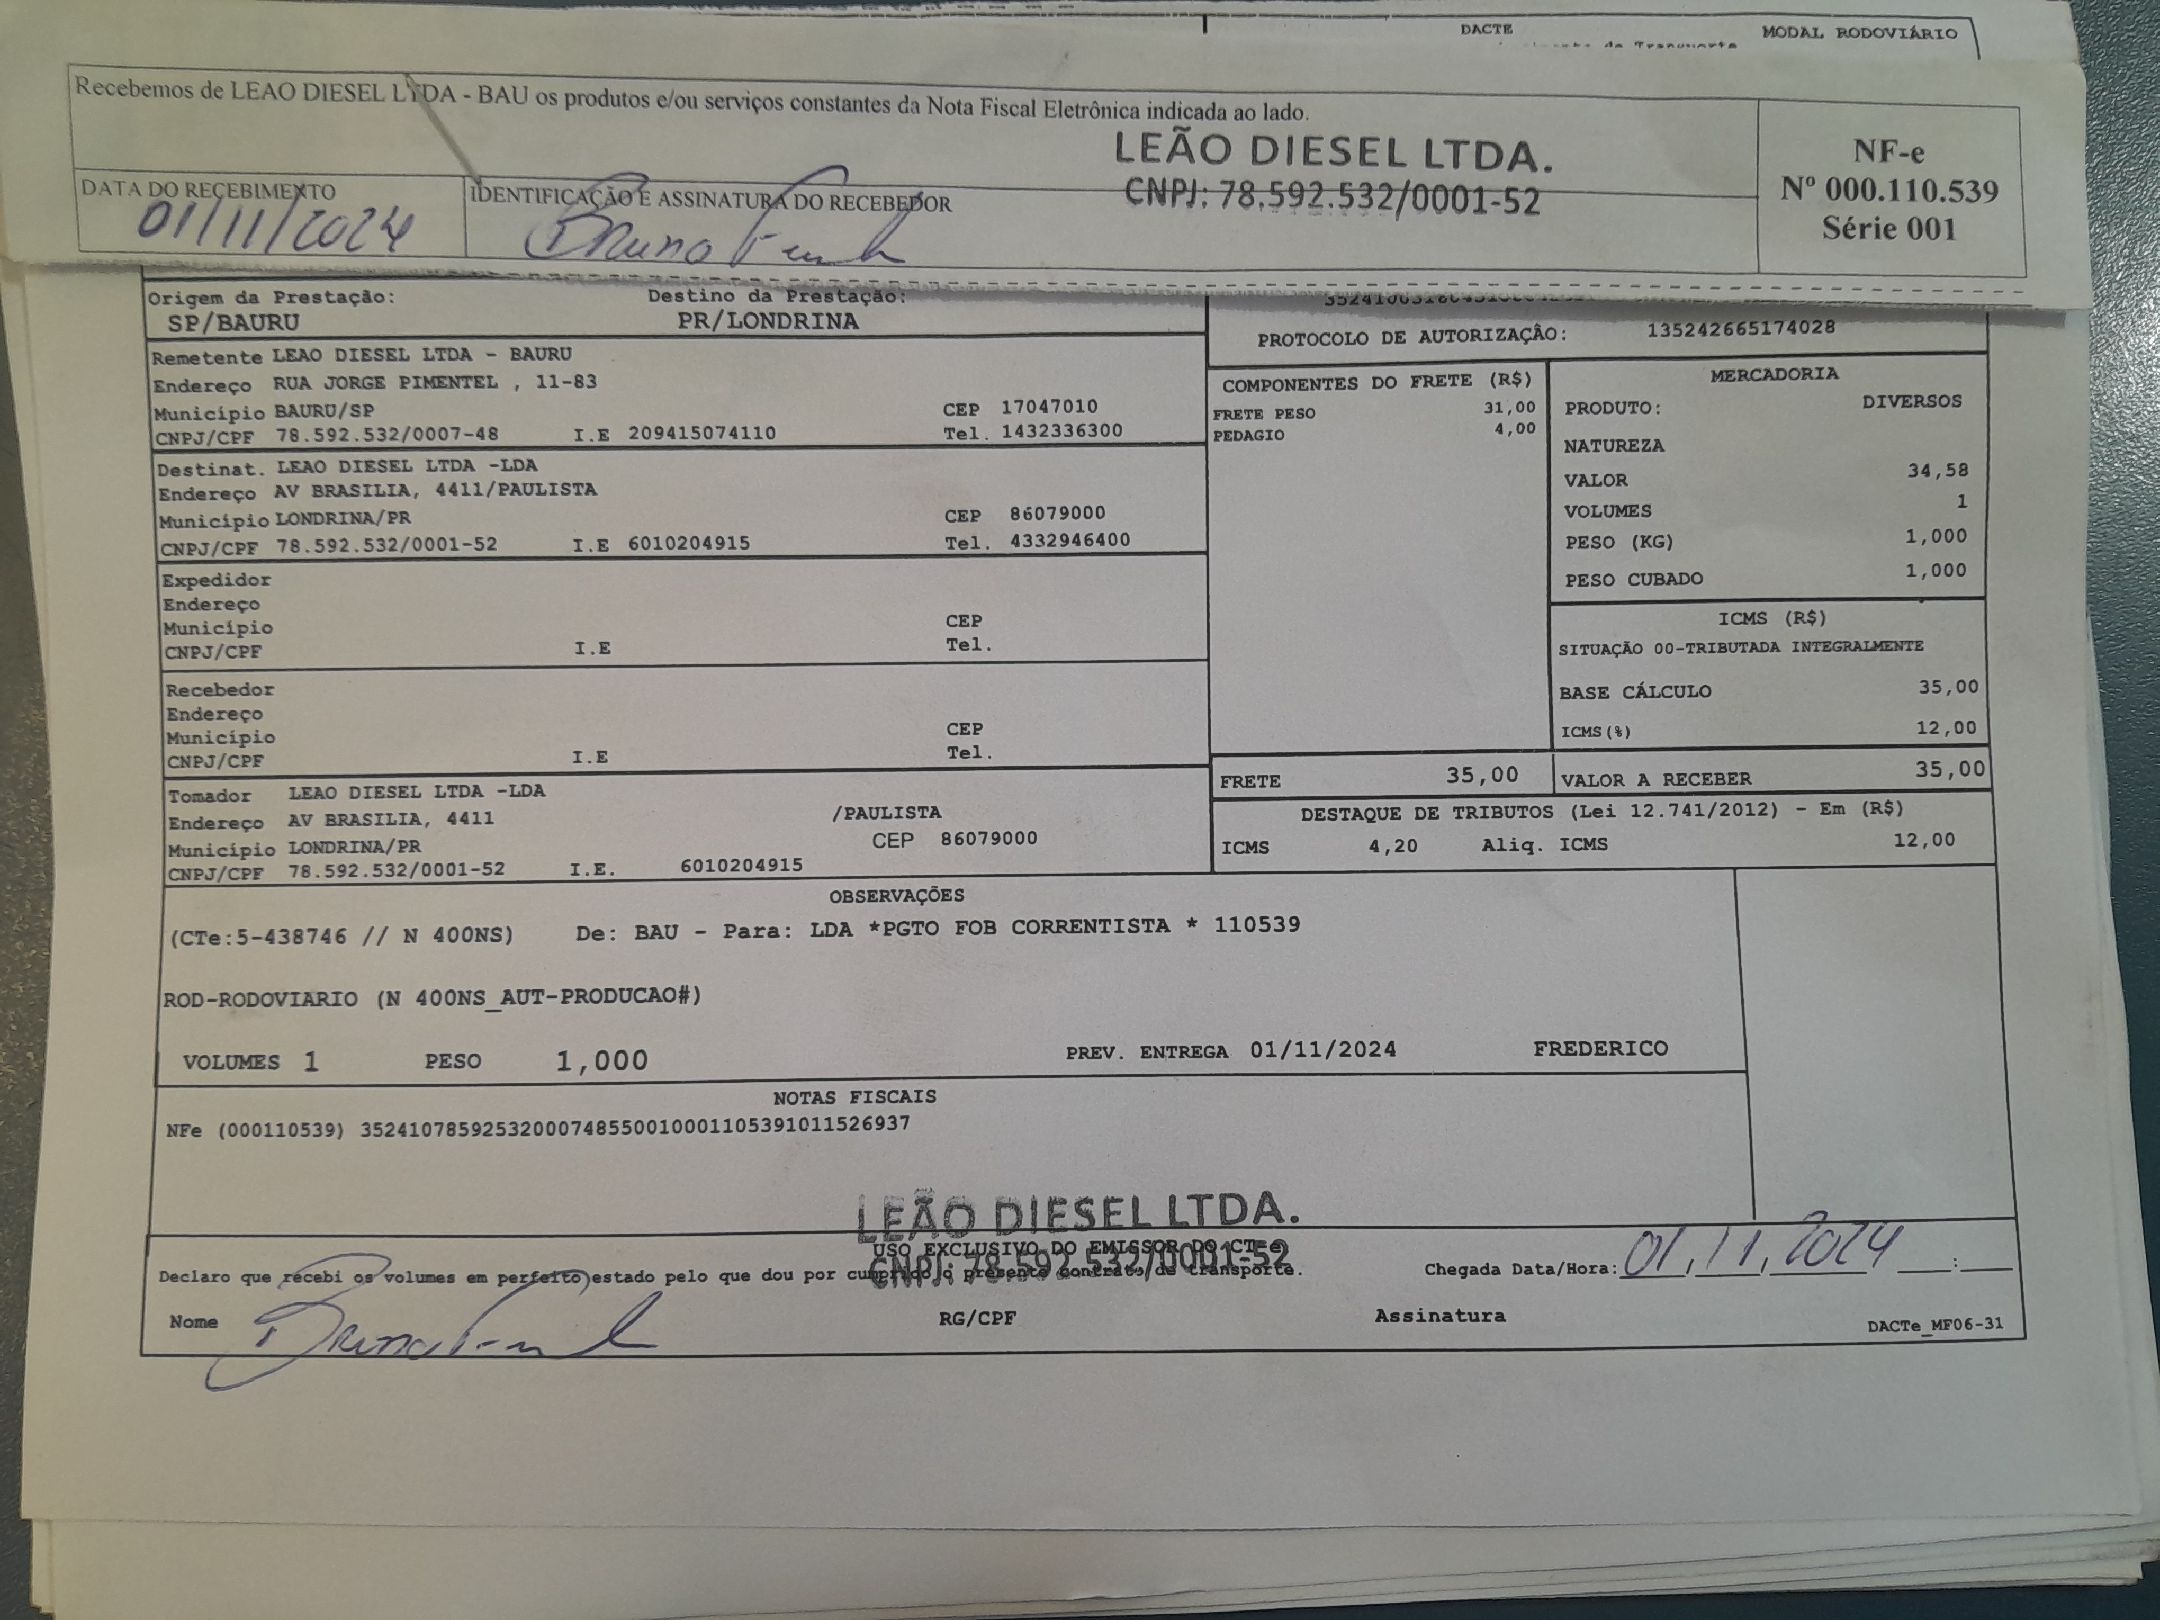 DACTE
MODAL RODOVIÁRIO
Recebemos de LEAO DIESEL LTDA - BAU os produtos e/ou serviços constantes da Nota Fiscal Eletrônica indicada ao lado.
LEÃO DIESEL LTDA.
CNPJ: 78.592.532/0001-52
NF-e
Nº 000.110.539
Série 001
DATA DO RECEBIMENTO
01/11/2024
IDENTIFICAÇÃO E ASSINATURA DO RECEBEDOR
Bruno
Origem da Prestação: Destino da Prestação:
SP/BAURU PR/LONDRINA
PROTOCOLO DE AUTORIZAÇÃO: 135242665174028
Remetente LEAO DIESEL LTDA - BAURU
Endereço RUA JORGE PIMENTEL , 11-83
Município BAURU/SP CEP 17047010
CNPJ/CPF 78.592.532/0007-48 I.E 209415074110 Tel. 1432336300
Destinat. LEAO DIESEL LTDA -LDA
Endereço AV BRASILIA, 4411/PAULISTA
Município LONDRINA/PR CEP 86079000
CNPJ/CPF 78.592.532/0001-52 I.E 6010204915 Tel. 4332946400
Expedidor
Endereço
Município CEP
CNPJ/CPF I.E Tel.
Recebedor
Endereço
Município CEP
CNPJ/CPF I.E Tel.
Tomador LEAO DIESEL LTDA -LDA
Endereço AV BRASILIA, 4411 /PAULISTA
Município LONDRINA/PR CEP 86079000
CNPJ/CPF 78.592.532/0001-52 I.E. 6010204915
COMPONENTES DO FRETE (R$)
FRETE PESO 31,00
PEDAGIO 4,00
MERCADORIA
PRODUTO: DIVERSOS
NATUREZA
VALOR 34,58
VOLUMES 1
PESO (KG) 1,000
PESO CUBADO 1,000
ICMS (R$)
SITUAÇÃO 00-TRIBUTADA INTEGRALMENTE
BASE CÁLCULO 35,00
ICMS(%) 12,00
FRETE 35,00 VALOR A RECEBER 35,00
DESTAQUE DE TRIBUTOS (Lei 12.741/2012) - Em (R$)
ICMS 4,20 Aliq. ICMS 12,00
OBSERVAÇÕES
(CTe:5-438746 // N 400NS) De: BAU - Para: LDA *PGTO FOB CORRENTISTA * 110539
ROD-RODOVIARIO (N 400NS_AUT-PRODUCAO#)
VOLUMES 1 PESO 1,000 PREV. ENTREGA 01/11/2024 FREDERICO
NOTAS FISCAIS
NFe (000110539) 35241078592532000748550010001105391011526937
LEÃO DIESEL LTDA.
CNPJ: 78.592.532/0001-52
USO EXCLUSIVO DO EMISSOR DO CTEe
Declaro que recebi os volumes em perfeito estado pelo que dou por cumprido o presente contrato de transporte.
Chegada Data/Hora: 01,11,2024 __:__
Nome Bruno RG/CPF Assinatura
DACTe_MF06-31